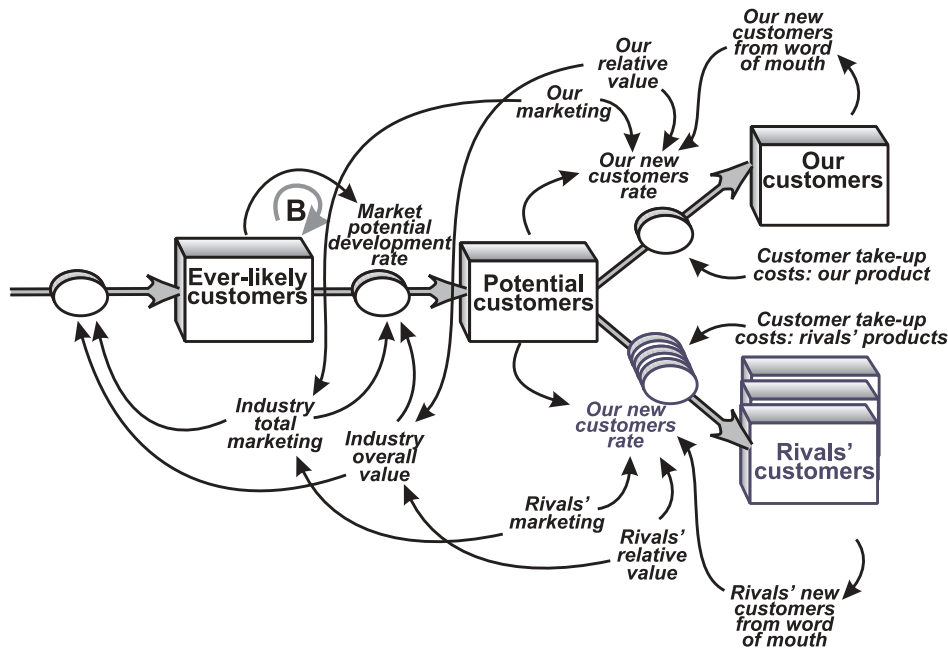 Our
relative
value
Our
marketing
Our new
customers
from word
of mouth
Our new
customers
rate
Our
customers
B
Market
potential
development
rate
Ever-likely
customers
Potential
customers
Customer take-up
costs: our product
Customer take-up
costs: rivals' products
Industry
total
marketing
Industry
overall
value
Our new
customers
rate
Rivals'
customers
Rivals'
marketing
Rivals'
relative
value
Rivals' new
customers
from word
of mouth